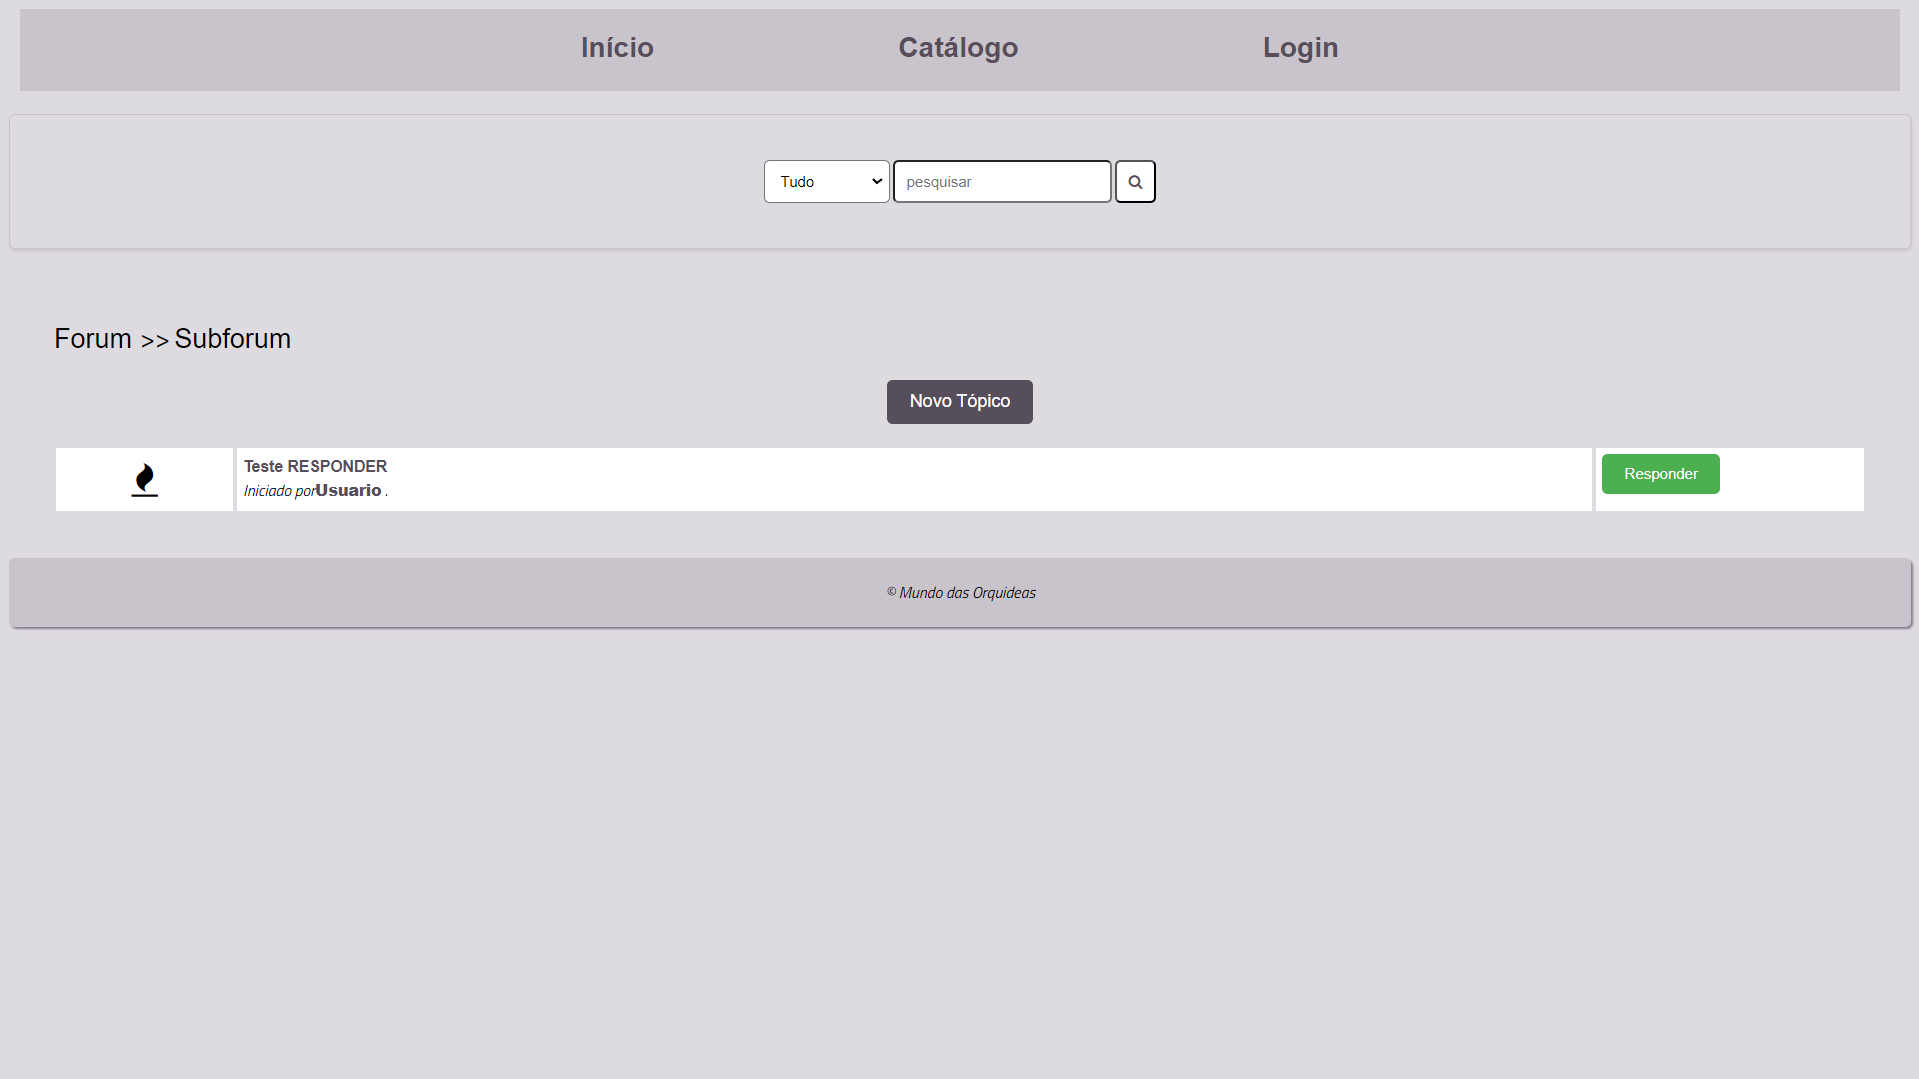 Início Catálogo Login
Tudo pesquisar
Forum >> Subforum
Novo Tópico
Teste RESPONDER
Iniciado porUsuario .
Responder
© Mundo das Orquideas